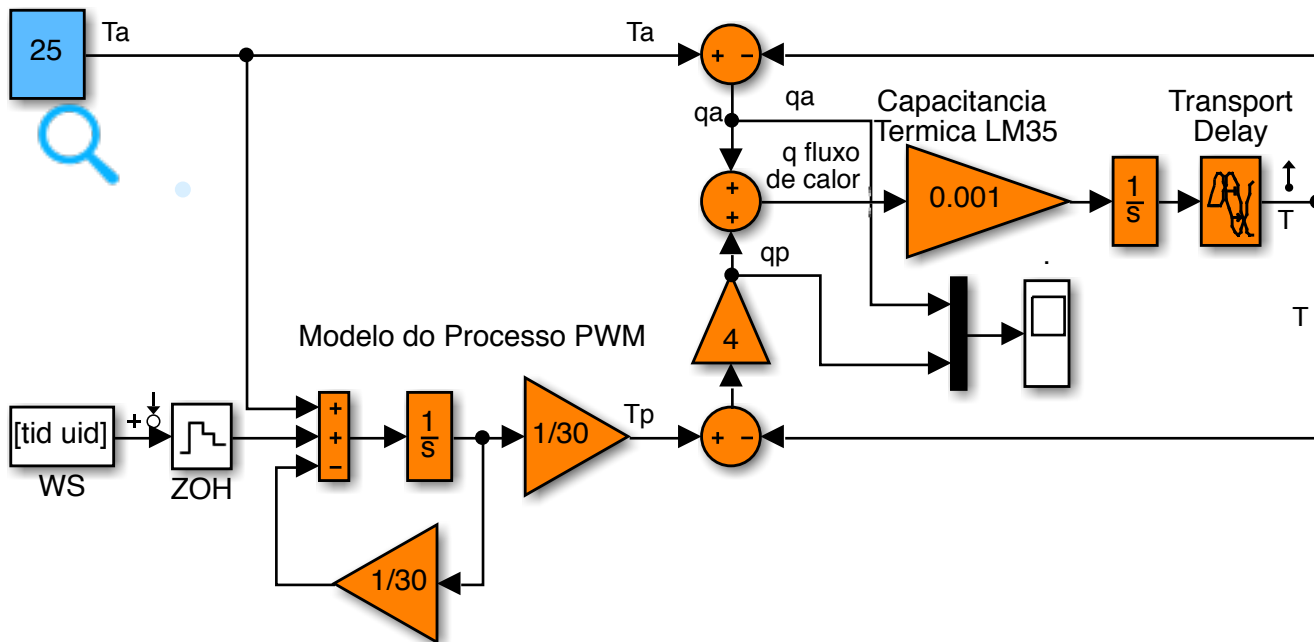 25
Ta
Ta
+ −
qa
qa
Capacitancia
Termica LM35
Transport
Delay
q fluxo
de calor
+
+
0.001
1
s
T
qp
.
T
Modelo do Processo PWM
4
[tid uid]
+
WS
ZOH
+
+
−
1
s
1/30
Tp
+ −
1/30